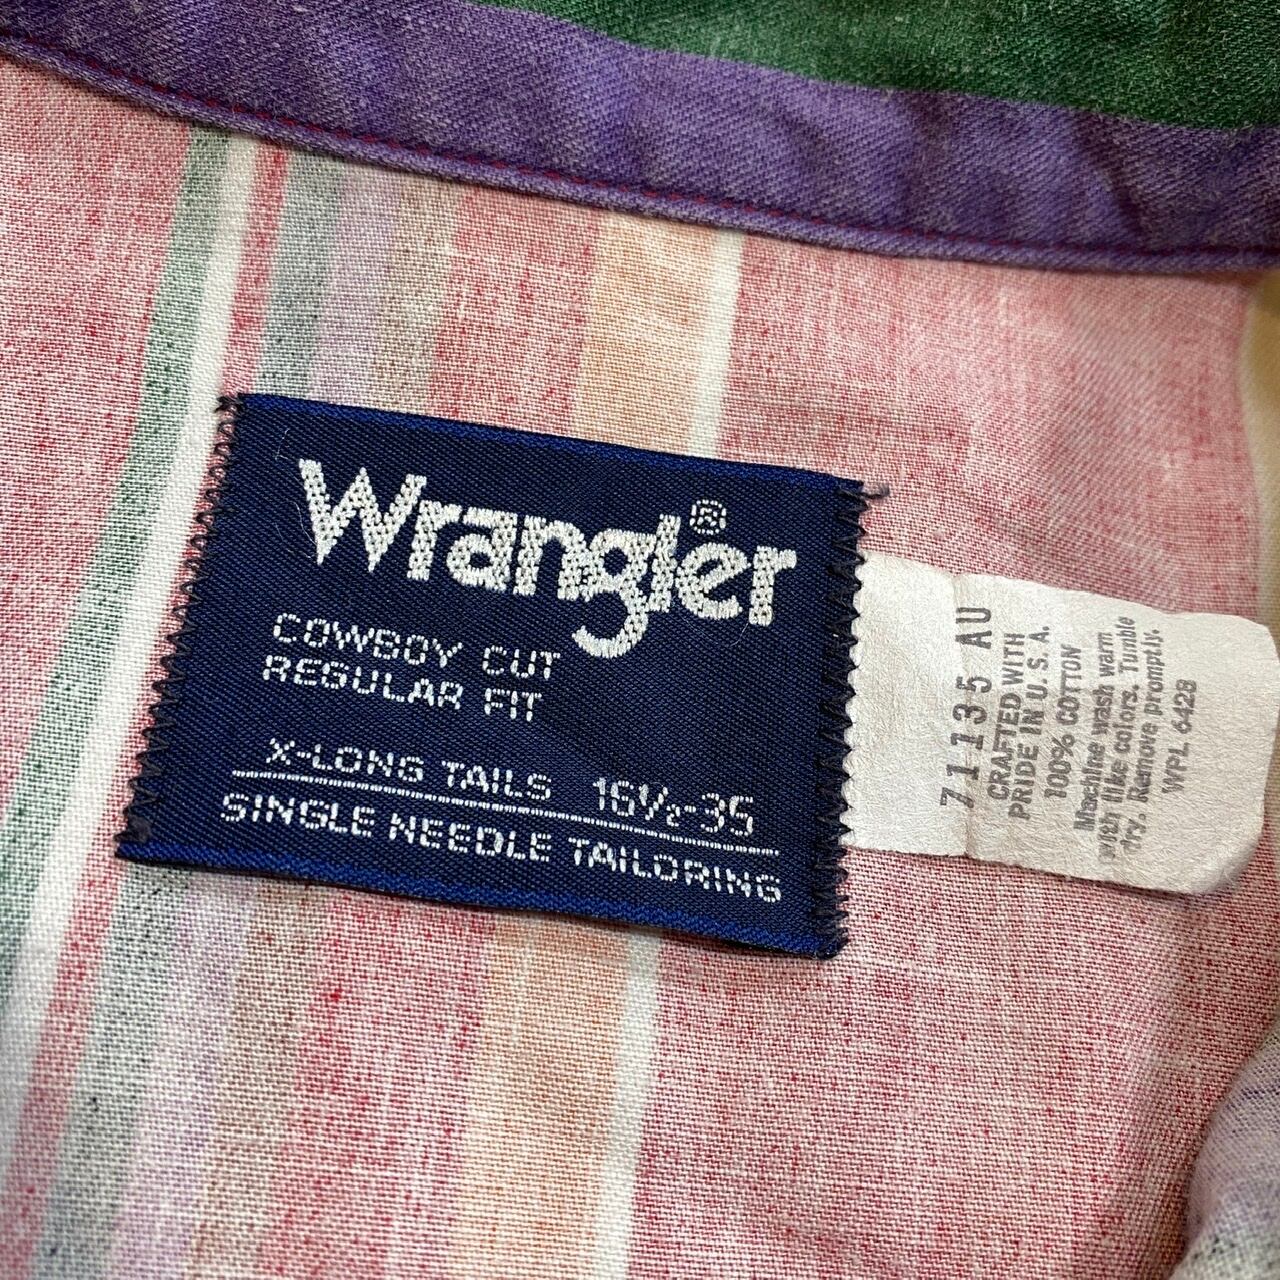 Wrangler®
COWBOY CUT
REGULAR FIT
X-LONG TAILS 16½-35
SINGLE NEEDLE TAILORING
71135 AU
CRAFTED WITH
PRIDE IN U.S.A.
100% COTTON
Machine wash warm
with like colors. Tumble
dry. Remove promptly.
WPL 6428